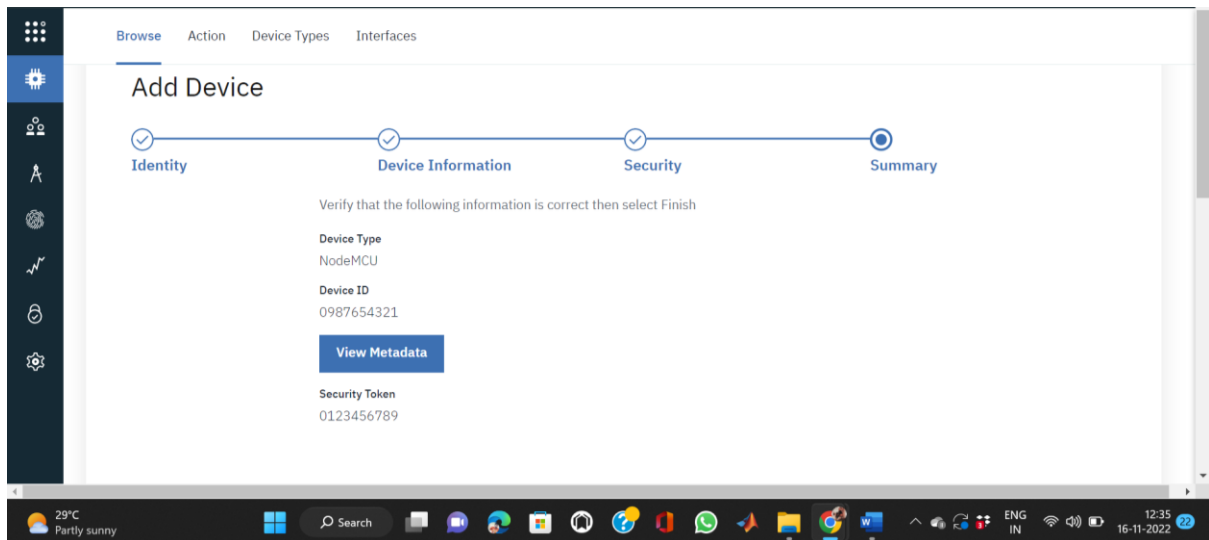 Browse Action Device Types Interfaces
Add Device
Identity Device Information Security Summary
Verify that the following information is correct then select Finish
Device Type
NodeMCU
Device ID
0987654321
View Metadata
Security Token
0123456789
29°C
Partly sunny
Search
ENG
IN
12:35
16-11-2022
22